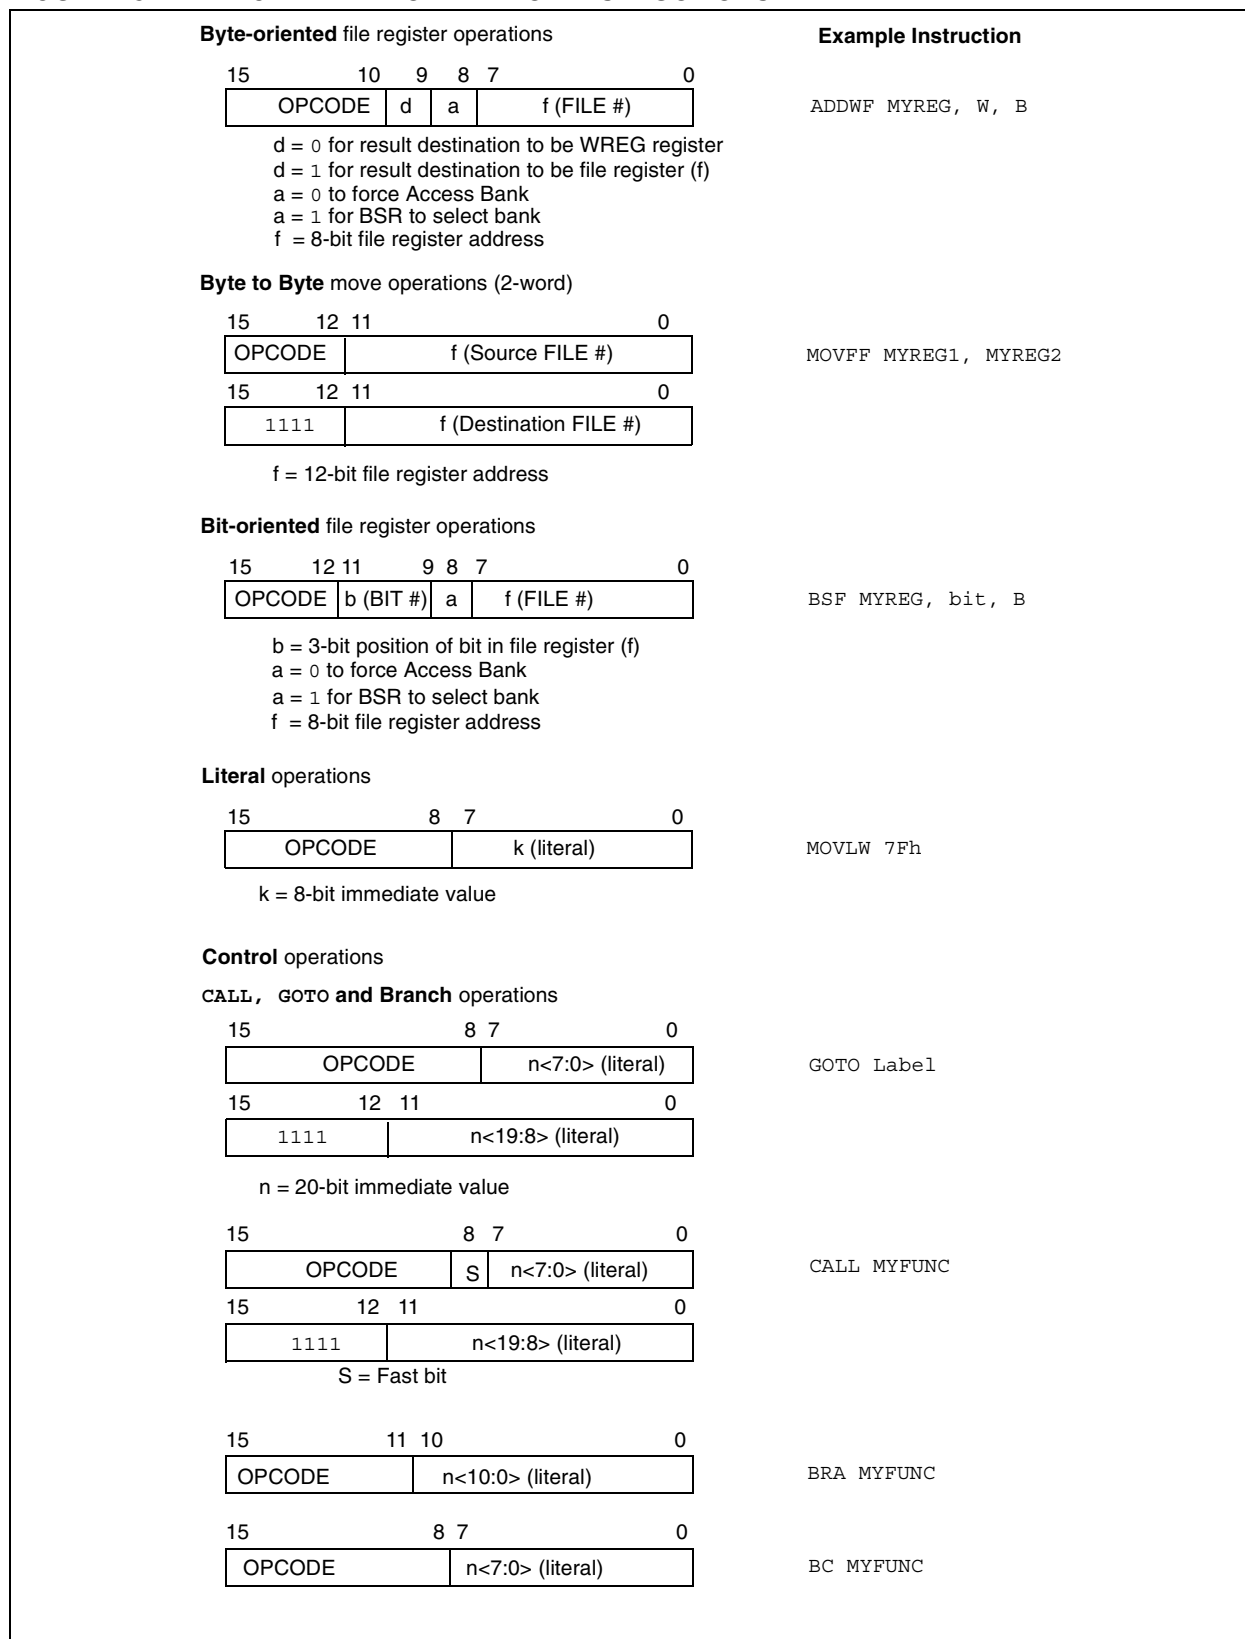 Byte-oriented file register operations
Example Instruction
15 10 9 8 7 0
OPCODE d a f (FILE #)
ADDWF MYREG, W, B
d = 0 for result destination to be WREG register
d = 1 for result destination to be file register (f)
a = 0 to force Access Bank
a = 1 for BSR to select bank
f = 8-bit file register address
Byte to Byte move operations (2-word)
15 12 11 0
OPCODE f (Source FILE #)
MOVFF MYREG1, MYREG2
15 12 11 0
1111 f (Destination FILE #)
f = 12-bit file register address
Bit-oriented file register operations
15 12 11 9 8 7 0
OPCODE b (BIT #) a f (FILE #)
BSF MYREG, bit, B
b = 3-bit position of bit in file register (f)
a = 0 to force Access Bank
a = 1 for BSR to select bank
f = 8-bit file register address
Literal operations
15 8 7 0
OPCODE k (literal)
MOVLW 7Fh
k = 8-bit immediate value
Control operations
CALL, GOTO and Branch operations
15 8 7 0
OPCODE n<7:0> (literal)
GOTO Label
15 12 11 0
1111 n<19:8> (literal)
n = 20-bit immediate value
15 8 7 0
OPCODE S n<7:0> (literal)
CALL MYFUNC
15 12 11 0
1111 n<19:8> (literal)
S = Fast bit
15 11 10 0
OPCODE n<10:0> (literal)
BRA MYFUNC
15 8 7 0
OPCODE n<7:0> (literal)
BC MYFUNC